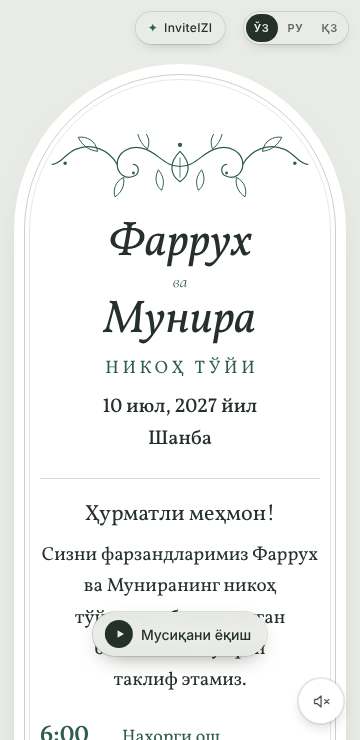 InviteIZI
ЎЗ РУ ҚЗ
Фаррух
ва
Мунира
НИКОҲ ТЎЙИ
10 июл, 2027 йил
Шанба
Ҳурматли меҳмон!
Сизни фарзандларимиз Фаррух
ва Муниранинг никоҳ
Мусиқани ёқиш
таклиф этамиз.
6:00 Нахорги ош